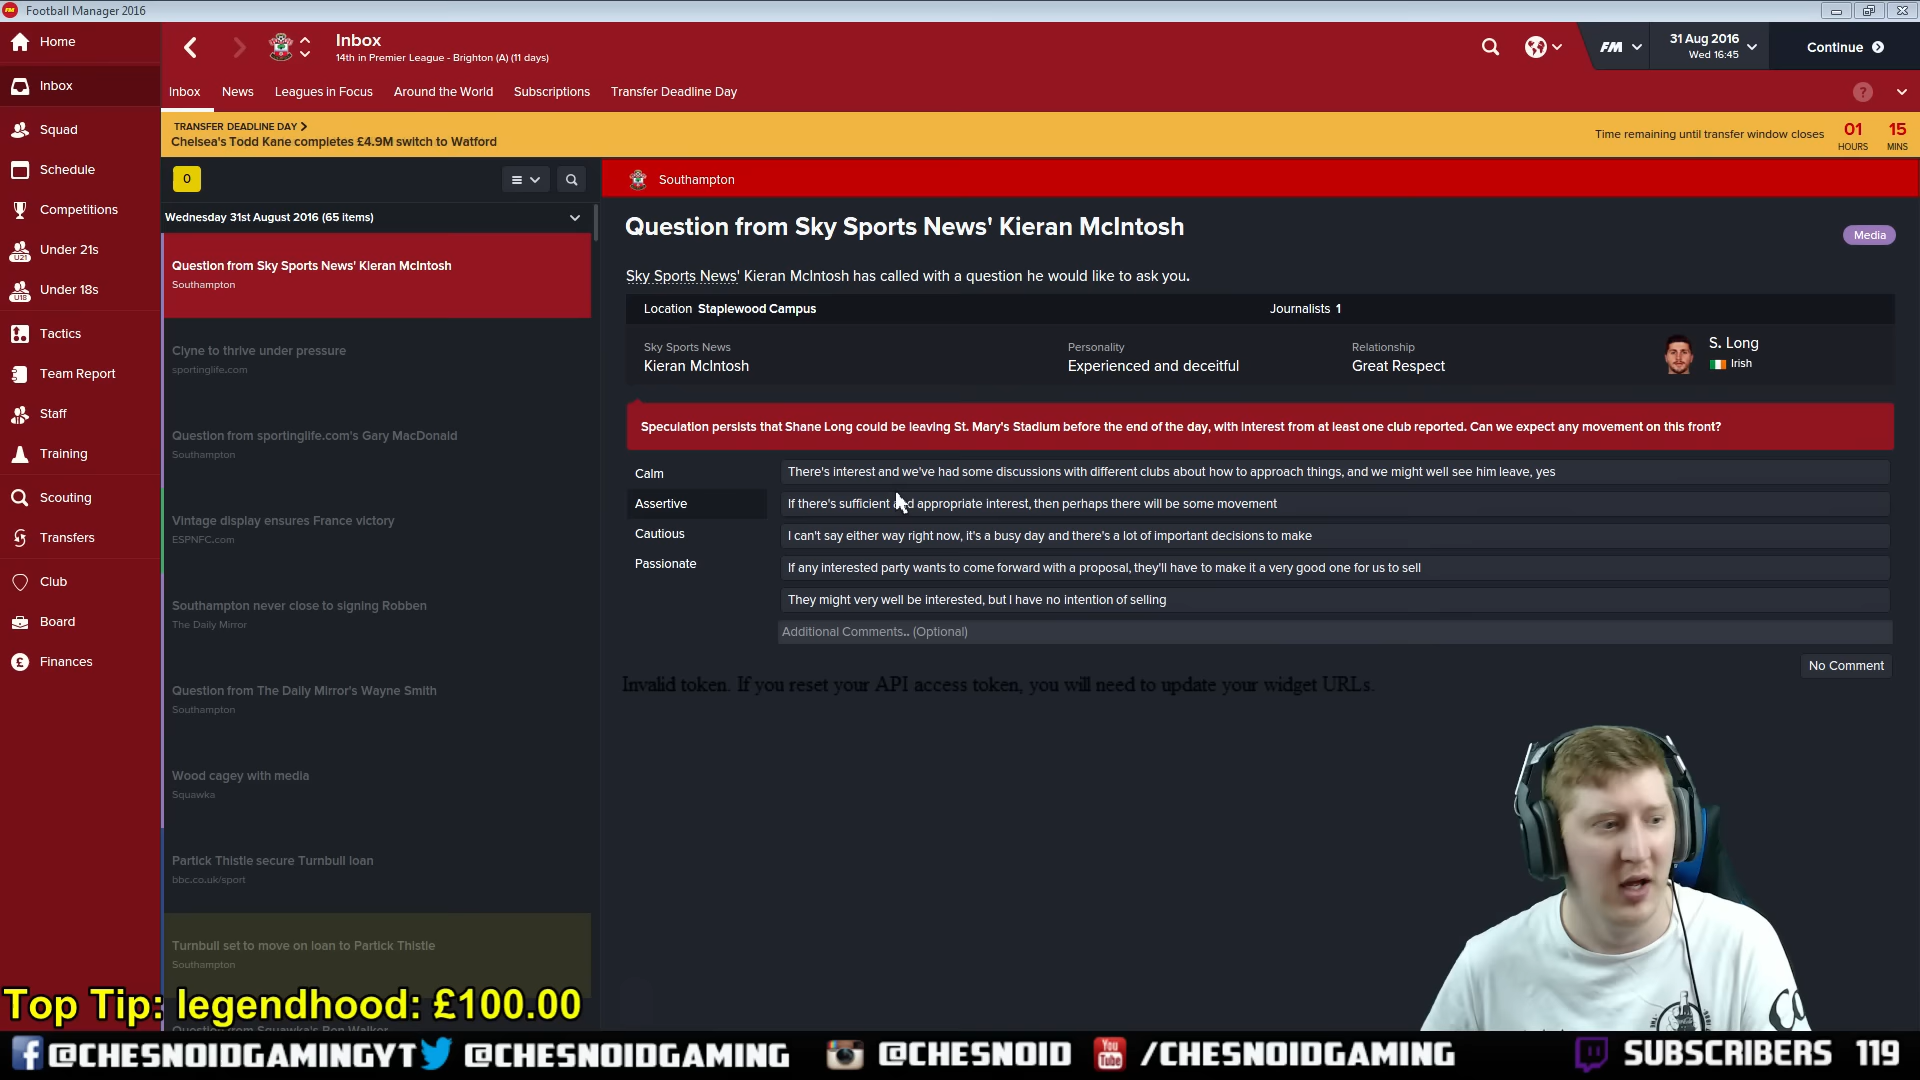 Football Manager 2016
Home
Inbox
Squad
Schedule
Competitions
Under 21s
Under 18s
Tactics
Team Report
Staff
Training
Scouting
Transfers
Club
Board
Finances
Inbox
14th in Premier League - Brighton (A) (11 days)
FM
31 Aug 2016
Wed 16:45
Continue
Inbox News Leagues in Focus Around the World Subscriptions Transfer Deadline Day
TRANSFER DEADLINE DAY
Chelsea's Todd Kane completes £4.9M switch to Watford
Time remaining until transfer window closes
01
HOURS
15
MINS
0
Wednesday 31st August 2016 (65 items)
Question from Sky Sports News' Kieran McIntosh
Southampton
Clyne to thrive under pressure
sportinglife.com
Question from sportinglife.com's Gary MacDonald
Southampton
Vintage display ensures France victory
ESPNFC.com
Southampton never close to signing Robben
The Daily Mirror
Question from The Daily Mirror's Wayne Smith
Southampton
Wood cagey with media
Squawka
Partick Thistle secure Turnbull loan
bbc.co.uk/sport
Turnbull set to move on loan to Partick Thistle
Southampton
Question from Squawka's Ben Walker
Southampton
Question from Sky Sports News' Kieran McIntosh
Media
Sky Sports News' Kieran McIntosh has called with a question he would like to ask you.
Location Staplewood Campus
Journalists 1
Sky Sports News
Kieran McIntosh
Personality
Experienced and deceitful
Relationship
Great Respect
S. Long
Irish
Speculation persists that Shane Long could be leaving St. Mary's Stadium before the end of the day, with interest from at least one club reported. Can we expect any movement on this front?
Calm
Assertive
Cautious
Passionate
There's interest and we've had some discussions with different clubs about how to approach things, and we might well see him leave, yes
If there's sufficient and appropriate interest, then perhaps there will be some movement
I can't say either way right now, it's a busy day and there's a lot of important decisions to make
If any interested party wants to come forward with a proposal, they'll have to make it a very good one for us to sell
They might very well be interested, but I have no intention of selling
Additional Comments.. (Optional)
No Comment
Invalid token. If you reset your API access token, you will need to update your widget URLs.
Top Tip: legendhood: £100.00
@CHESNOIDGAMINGYT @CHESNOIDGAMING @CHESNOID You Tube /CHESNOIDGAMING SUBSCRIBERS 119